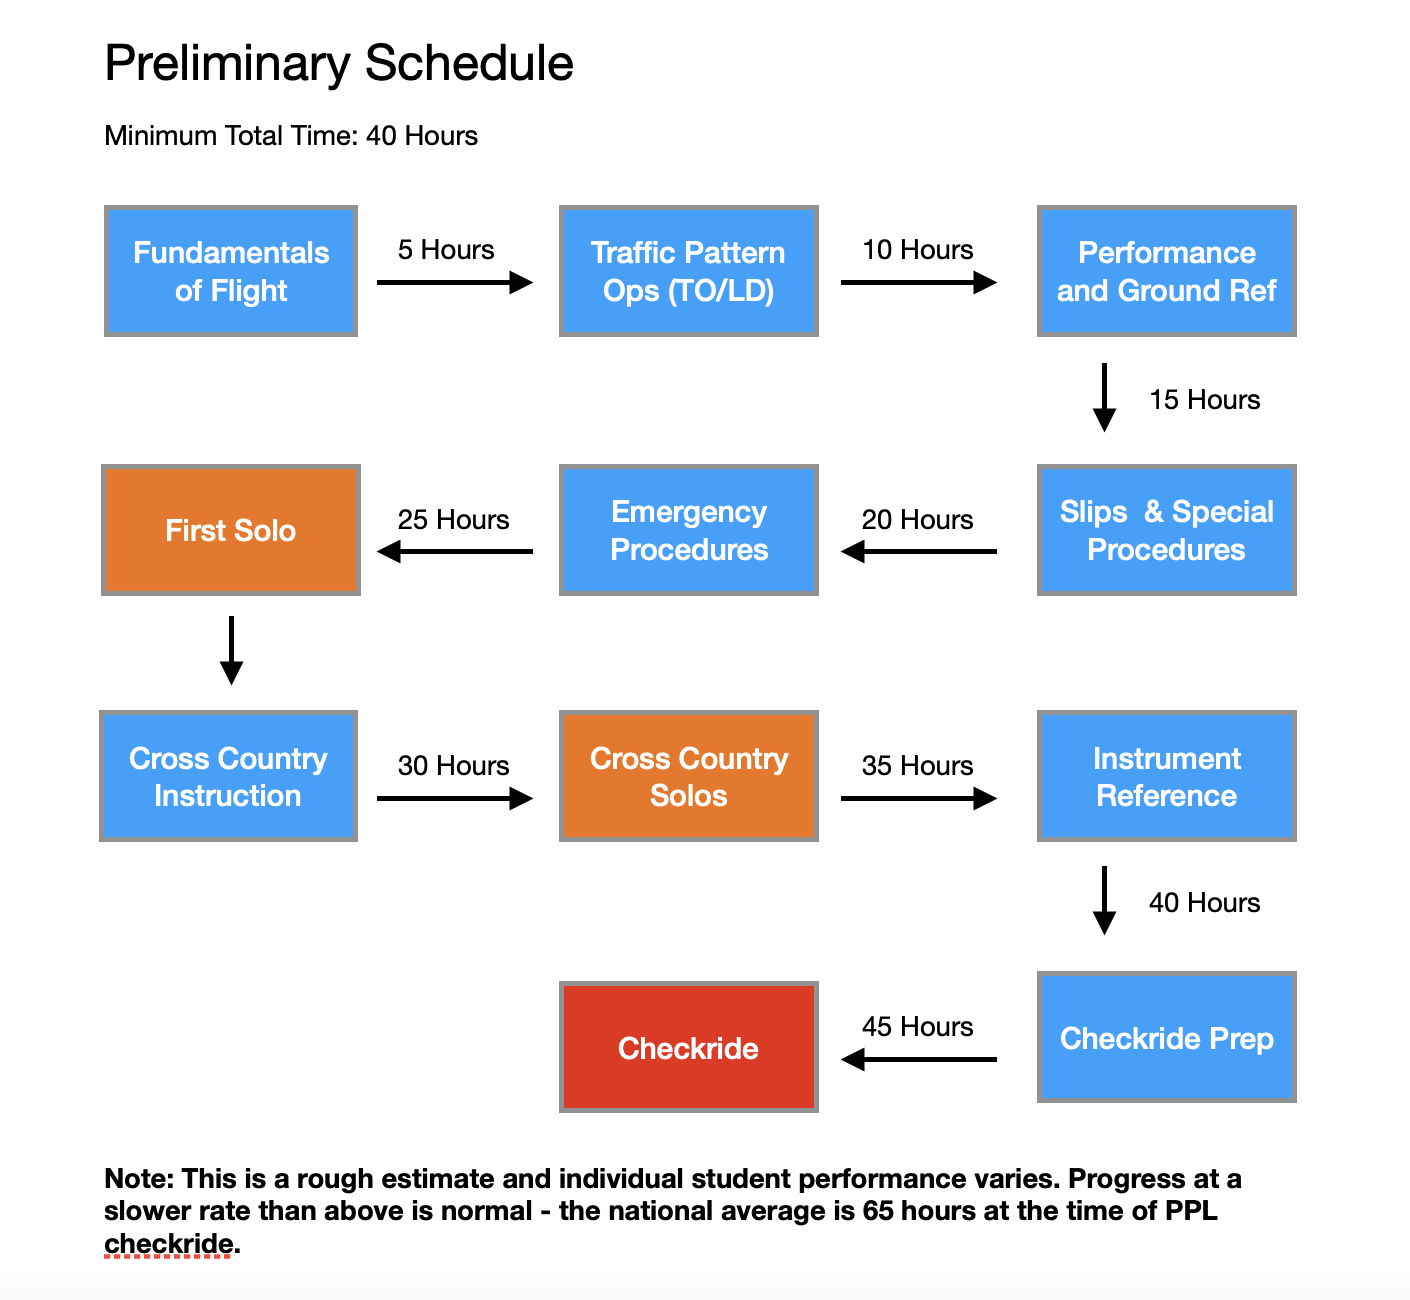 Preliminary Schedule
Minimum Total Time: 40 Hours
Fundamentals
of Flight
5 Hours
Traffic Pattern
Ops (TO/LD)
10 Hours
Performance
and Ground Ref
15 Hours
Slips  & Special
Procedures
20 Hours
Emergency
Procedures
25 Hours
First Solo
Cross Country
Instruction
30 Hours
Cross Country
Solos
35 Hours
Instrument
Reference
40 Hours
Checkride Prep
45 Hours
Checkride
Note: This is a rough estimate and individual student performance varies. Progress at a
slower rate than above is normal - the national average is 65 hours at the time of PPL
checkride.